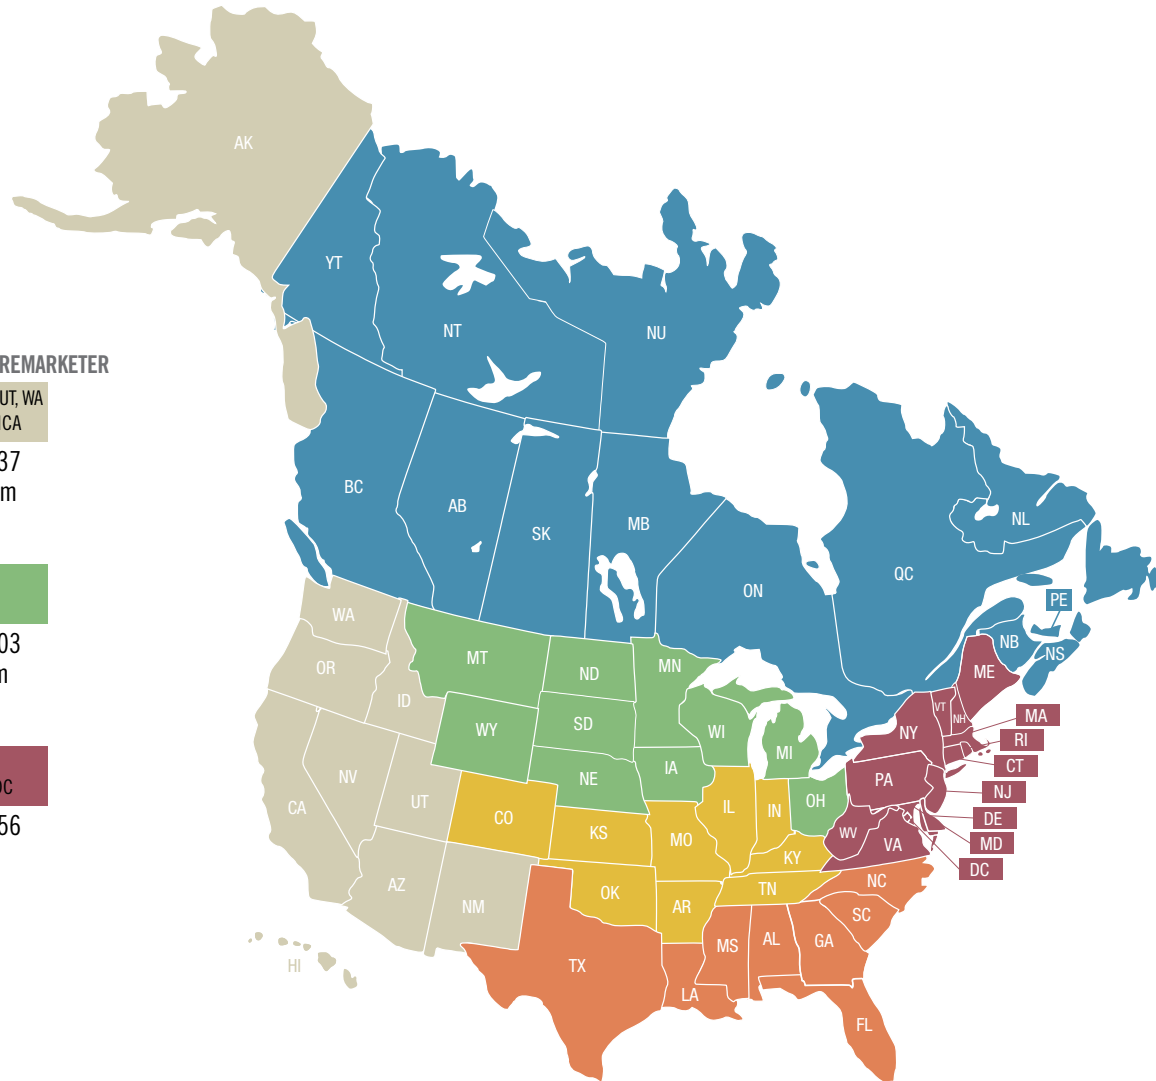 REMARKETER
UT, WA
ICA
37
m
03
m
DC
56
AK
YT
NT
NU
BC
AB
SK
MB
ON
QC
NL
PE
NB
NS
WA
OR
ID
MT
ND
MN
WY
SD
WI
MI
NE
IA
OH
CA
NV
UT
CO
KS
MO
IL
IN
KY
AZ
NM
OK
AR
TN
HI
TX
LA
MS
AL
GA
SC
NC
FL
ME
VT
NH
NY
PA
WV
VA
MA
RI
CT
NJ
DE
MD
DC